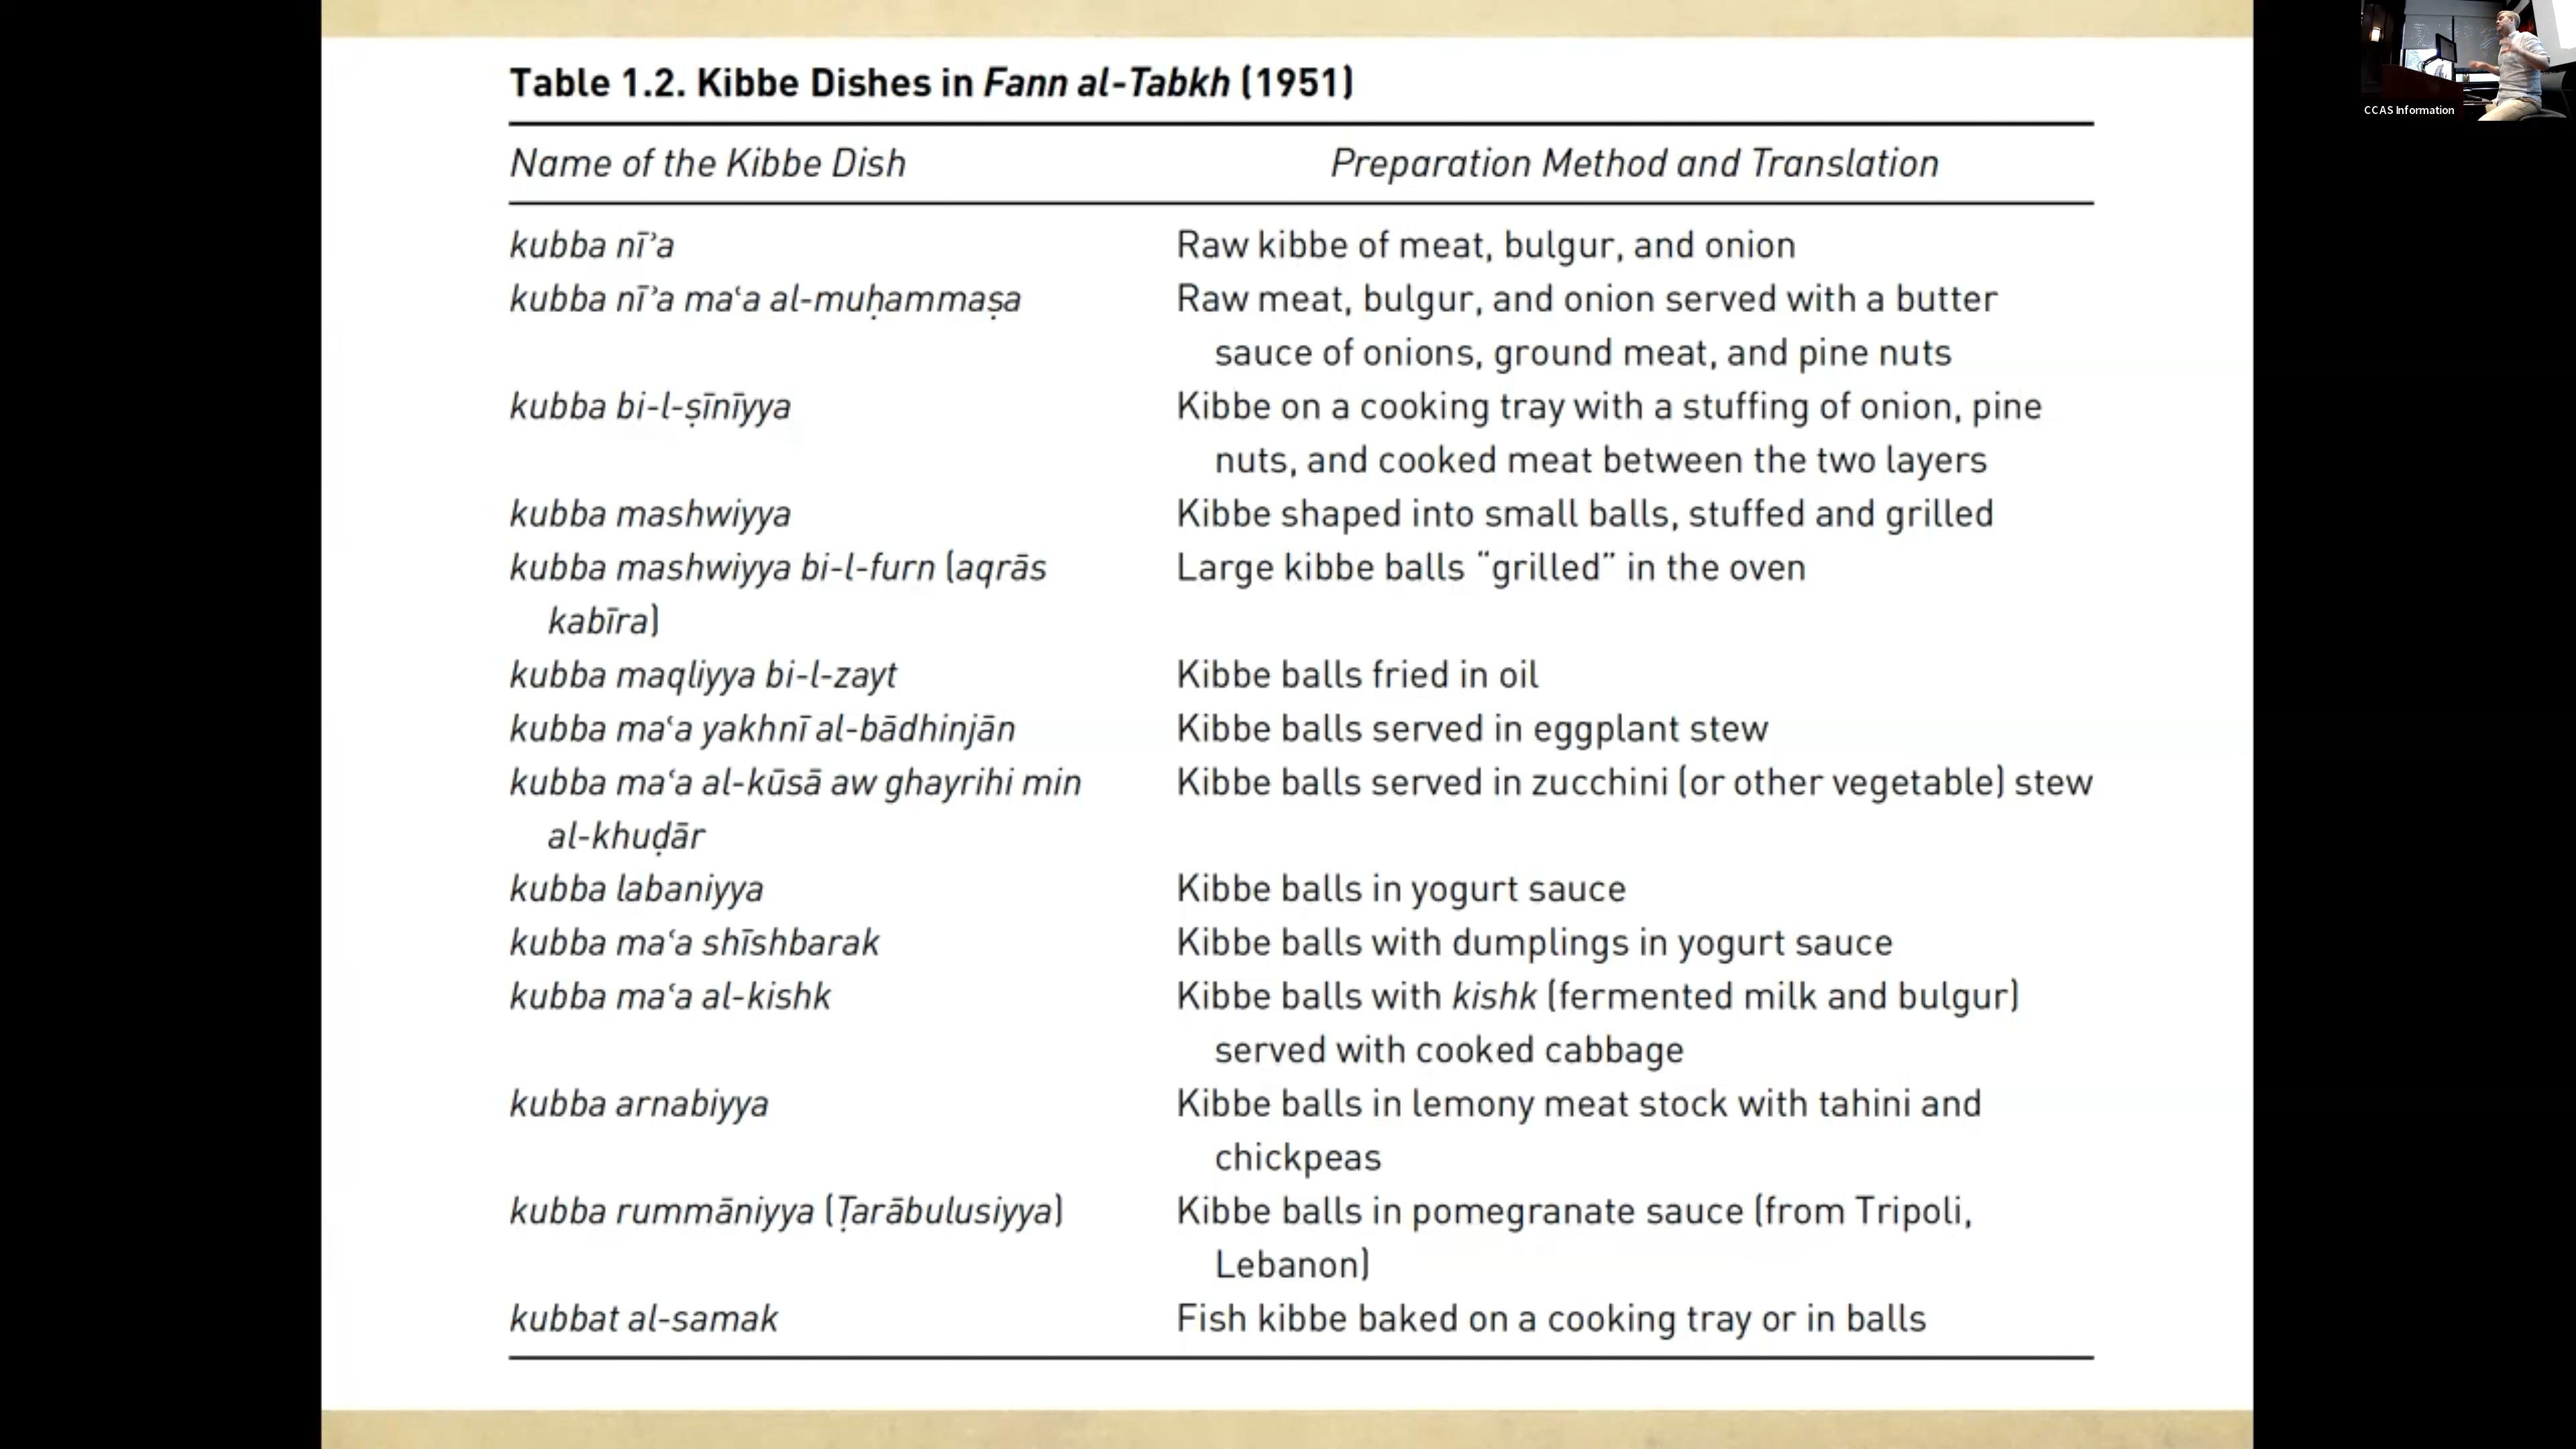 Table 1.2. Kibbe Dishes in Fann al-Tabkh (1951)
Name of the Kibbe Dish Preparation Method and Translation
kubba nīʾa Raw kibbe of meat, bulgur, and onion
kubba nīʾa maʿa al-muḥammaṣa Raw meat, bulgur, and onion served with a butter
sauce of onions, ground meat, and pine nuts
kubba bi-l-ṣīnīyya Kibbe on a cooking tray with a stuffing of onion, pine
nuts, and cooked meat between the two layers
kubba mashwiyya Kibbe shaped into small balls, stuffed and grilled
kubba mashwiyya bi-l-furn (aqrās Large kibbe balls “grilled” in the oven
kabīra)
kubba maqliyya bi-l-zayt Kibbe balls fried in oil
kubba maʿa yakhnī al-bādhinjān Kibbe balls served in eggplant stew
kubba maʿa al-kūsā aw ghayrihi min Kibbe balls served in zucchini (or other vegetable) stew
al-khuḍār
kubba labaniyya Kibbe balls in yogurt sauce
kubba maʿa shīshbarak Kibbe balls with dumplings in yogurt sauce
kubba maʿa al-kishk Kibbe balls with kishk (fermented milk and bulgur)
served with cooked cabbage
kubba arnabiyya Kibbe balls in lemony meat stock with tahini and
chickpeas
kubba rummāniyya (Ṭarābulusiyya) Kibbe balls in pomegranate sauce (from Tripoli,
Lebanon)
kubbat al-samak Fish kibbe baked on a cooking tray or in balls
CCAS Information